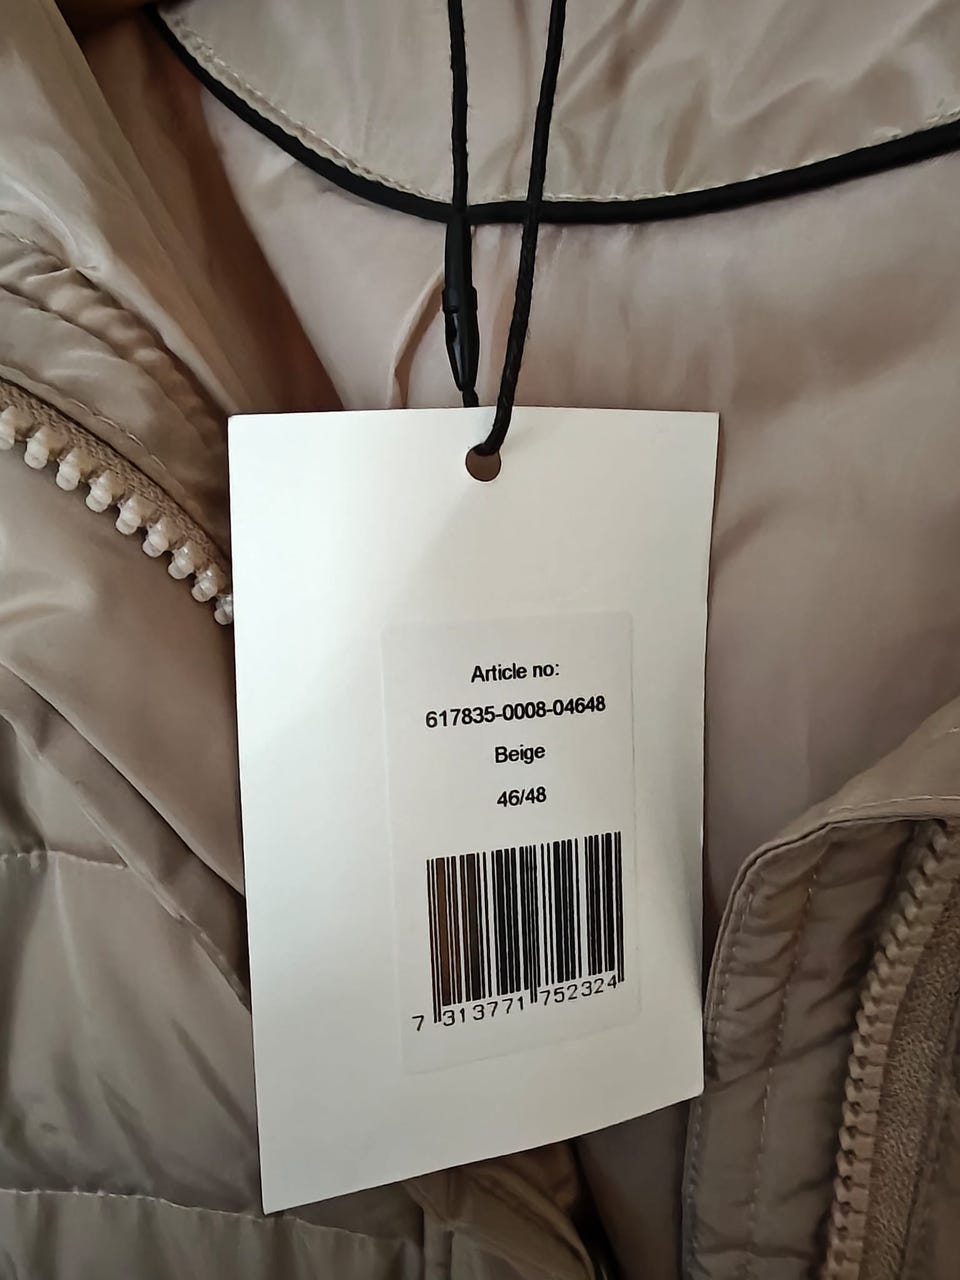 Article no:
617835-0008-04648
Beige
46/48
7 313771 752324